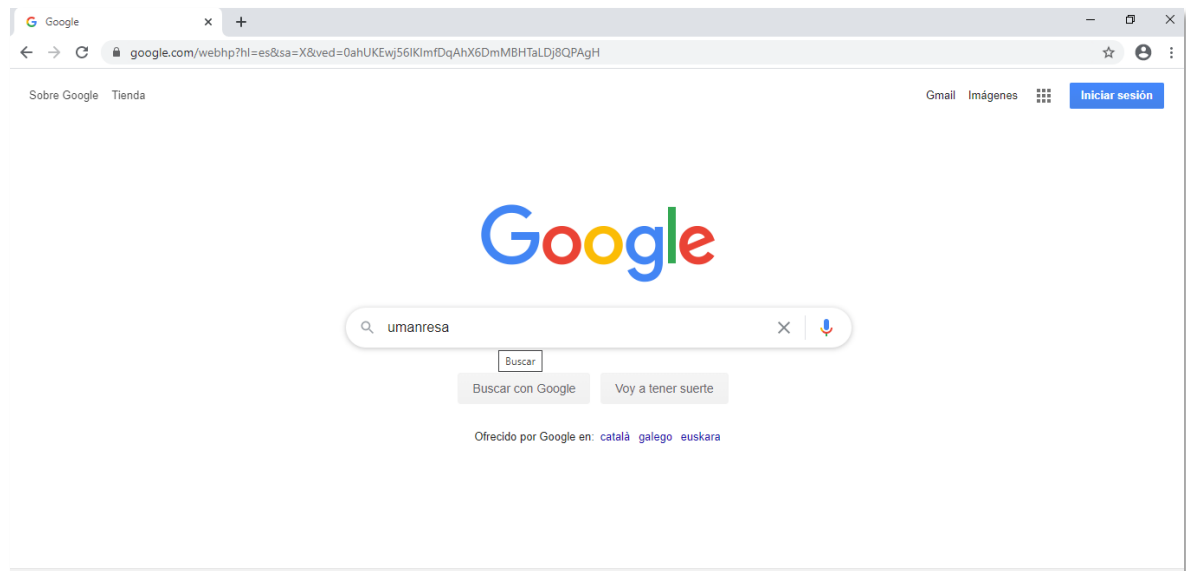 Google
google.com/webhp?hl=es&sa=X&ved=0ahUKEwj56IKImfDqAhX6DmMBHTaLDj8QPAgH
Sobre Google Tienda Gmail Imágenes Iniciar sesión
Google
umanresa
Buscar
Buscar con Google Voy a tener suerte
Ofrecido por Google en: català galego euskara